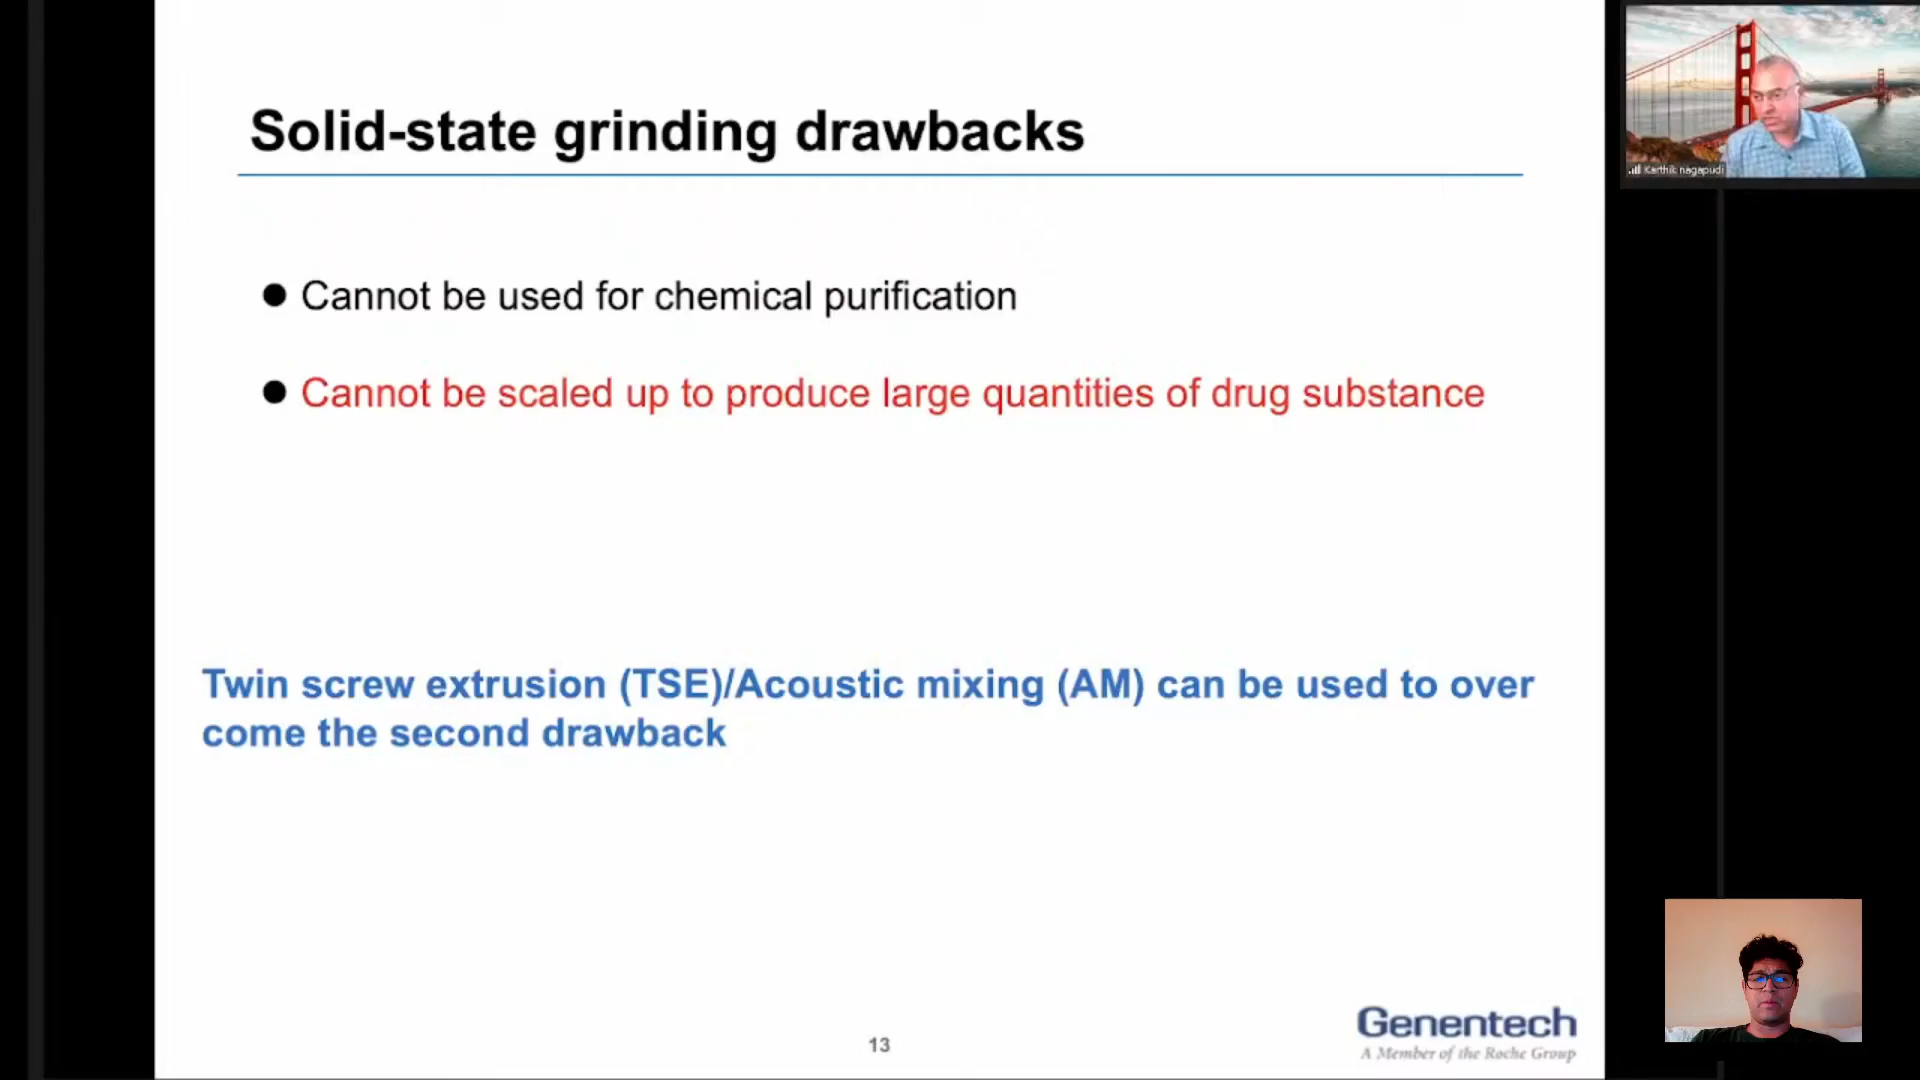 Solid-state grinding drawbacks
Karthik nagapudi
Cannot be used for chemical purification
Cannot be scaled up to produce large quantities of drug substance
Twin screw extrusion (TSE)/Acoustic mixing (AM) can be used to over
come the second drawback
13
Genentech
A Member of the Roche Group